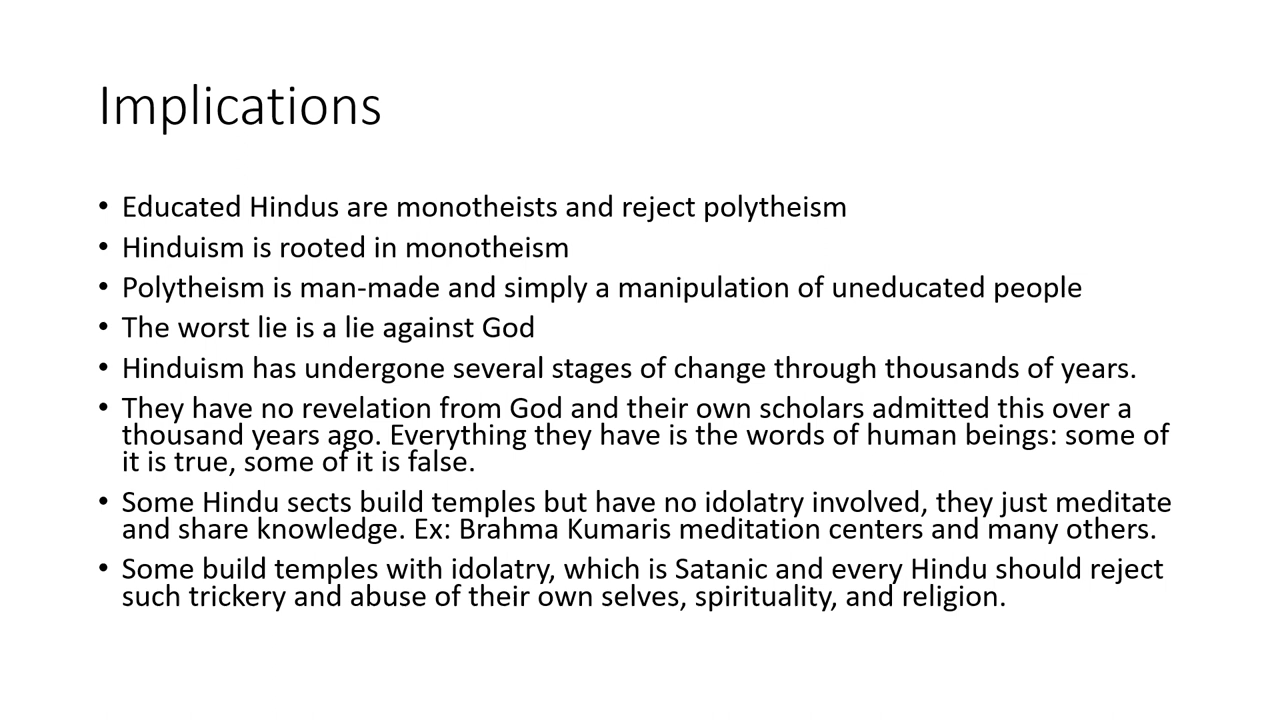 Implications
• Educated Hindus are monotheists and reject polytheism
• Hinduism is rooted in monotheism
• Polytheism is man-made and simply a manipulation of uneducated people
• The worst lie is a lie against God
• Hinduism has undergone several stages of change through thousands of years.
• They have no revelation from God and their own scholars admitted this over a
thousand years ago. Everything they have is the words of human beings: some of
it is true, some of it is false.
• Some Hindu sects build temples but have no idolatry involved, they just meditate
and share knowledge. Ex: Brahma Kumaris meditation centers and many others.
• Some build temples with idolatry, which is Satanic and every Hindu should reject
such trickery and abuse of their own selves, spirituality, and religion.